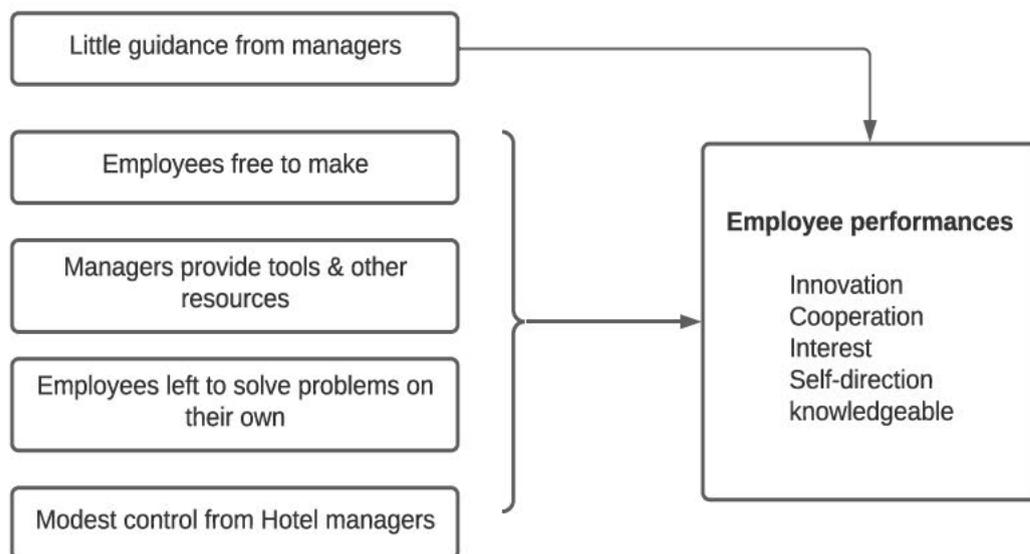 Little guidance from managers
Employees free to make
Managers provide tools & other
resources
Employees left to solve problems on
their own
Modest control from Hotel managers
Employee performances
Innovation
Cooperation
Interest
Self-direction
knowledgeable